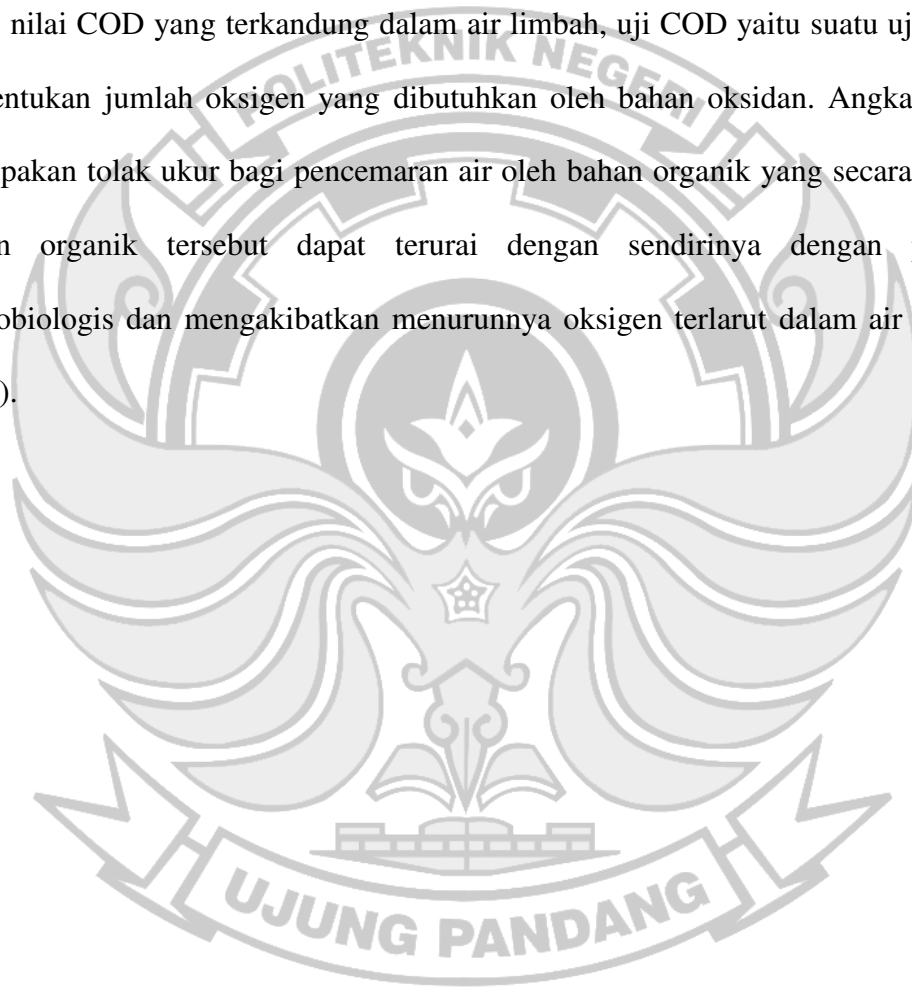 nilai COD yang terkandung dalam air limbah, uji COD yaitu suatu uj
entukan jumlah oksigen yang dibutuhkan oleh bahan oksidan. Angka
pakan tolak ukur bagi pencemaran air oleh bahan organik yang secara
n organik tersebut dapat terurai dengan sendirinya dengan
obiologis dan mengakibatkan menurunnya oksigen terlarut dalam air
).
POLITEKNIK NEGERI
UJUNG PANDANG